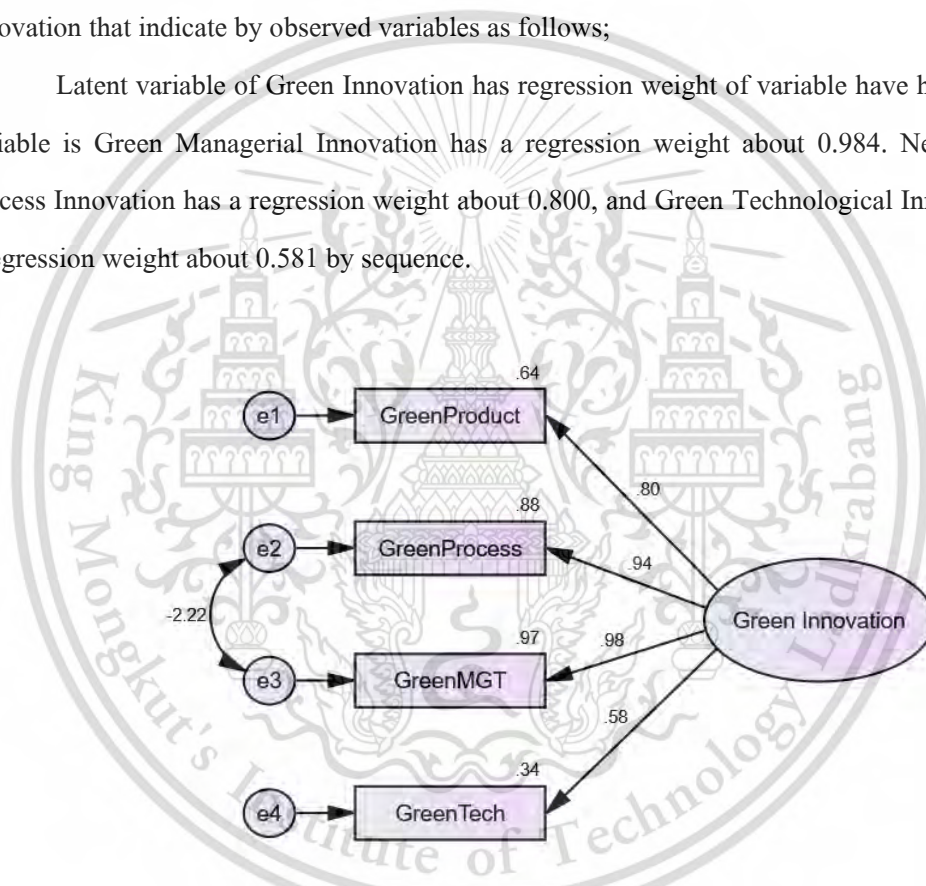 ovation that indicate by observed variables as follows;
Latent variable of Green Innovation has regression weight of variable have h
iable is Green Managerial Innovation has a regression weight about 0.984. Ne
cess Innovation has a regression weight about 0.800, and Green Technological In
egression weight about 0.581 by sequence.
.64
e1
GreenProduct
.80
.88
e2
GreenProcess
.94
-2.22
Green Innovation
.97
.98
e3
GreenMGT
.58
.34
e4
GreenTech
King Mongkut's Institute of Technology Ladkrabang